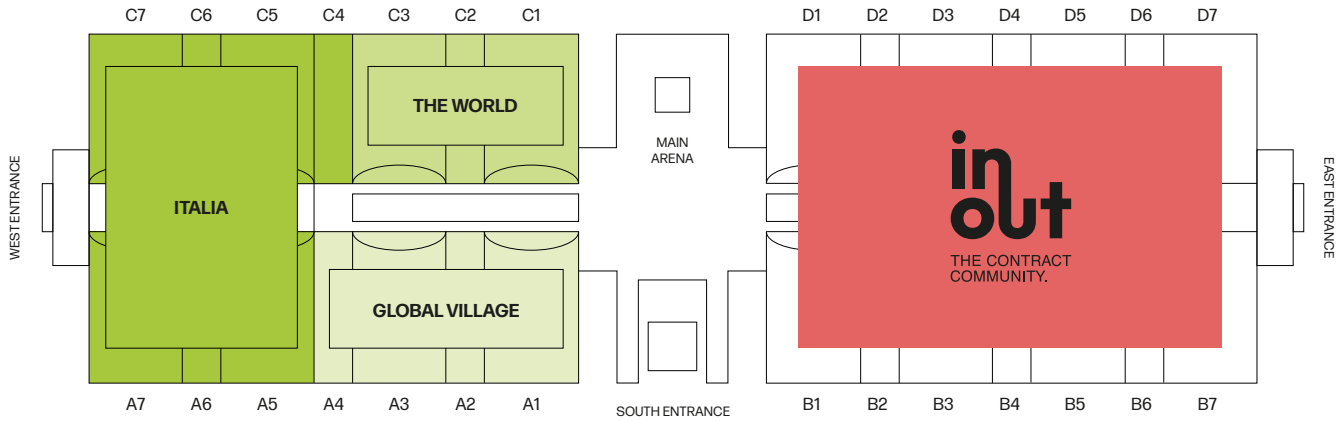 C7 C6 C5 C4 C3 C2 C1 D1 D2 D3 D4 D5 D6 D7
THE WORLD
MAIN
ARENA
WEST ENTRANCE
ITALIA
in
out
THE CONTRACT
COMMUNITY.
EAST ENTRANCE
GLOBAL VILLAGE
A7 A6 A5 A4 A3 A2 A1 B1 B2 B3 B4 B5 B6 B7
SOUTH ENTRANCE